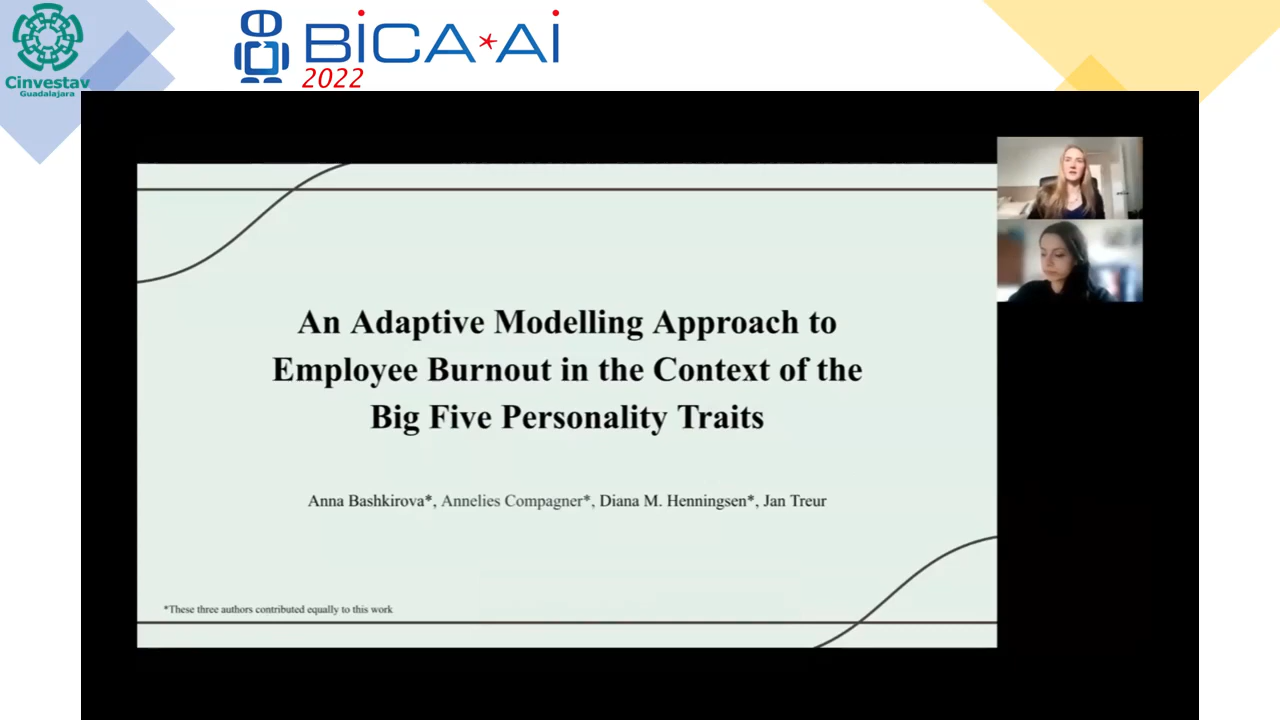 Cinvestav
Guadalajara
BiCA*Ai
2022
An Adaptive Modelling Approach to
Employee Burnout in the Context of the
Big Five Personality Traits
Anna Bashkirova*, Annelies Compagner*, Diana M. Henningsen*, Jan Treur
*These three authors contributed equally to this work